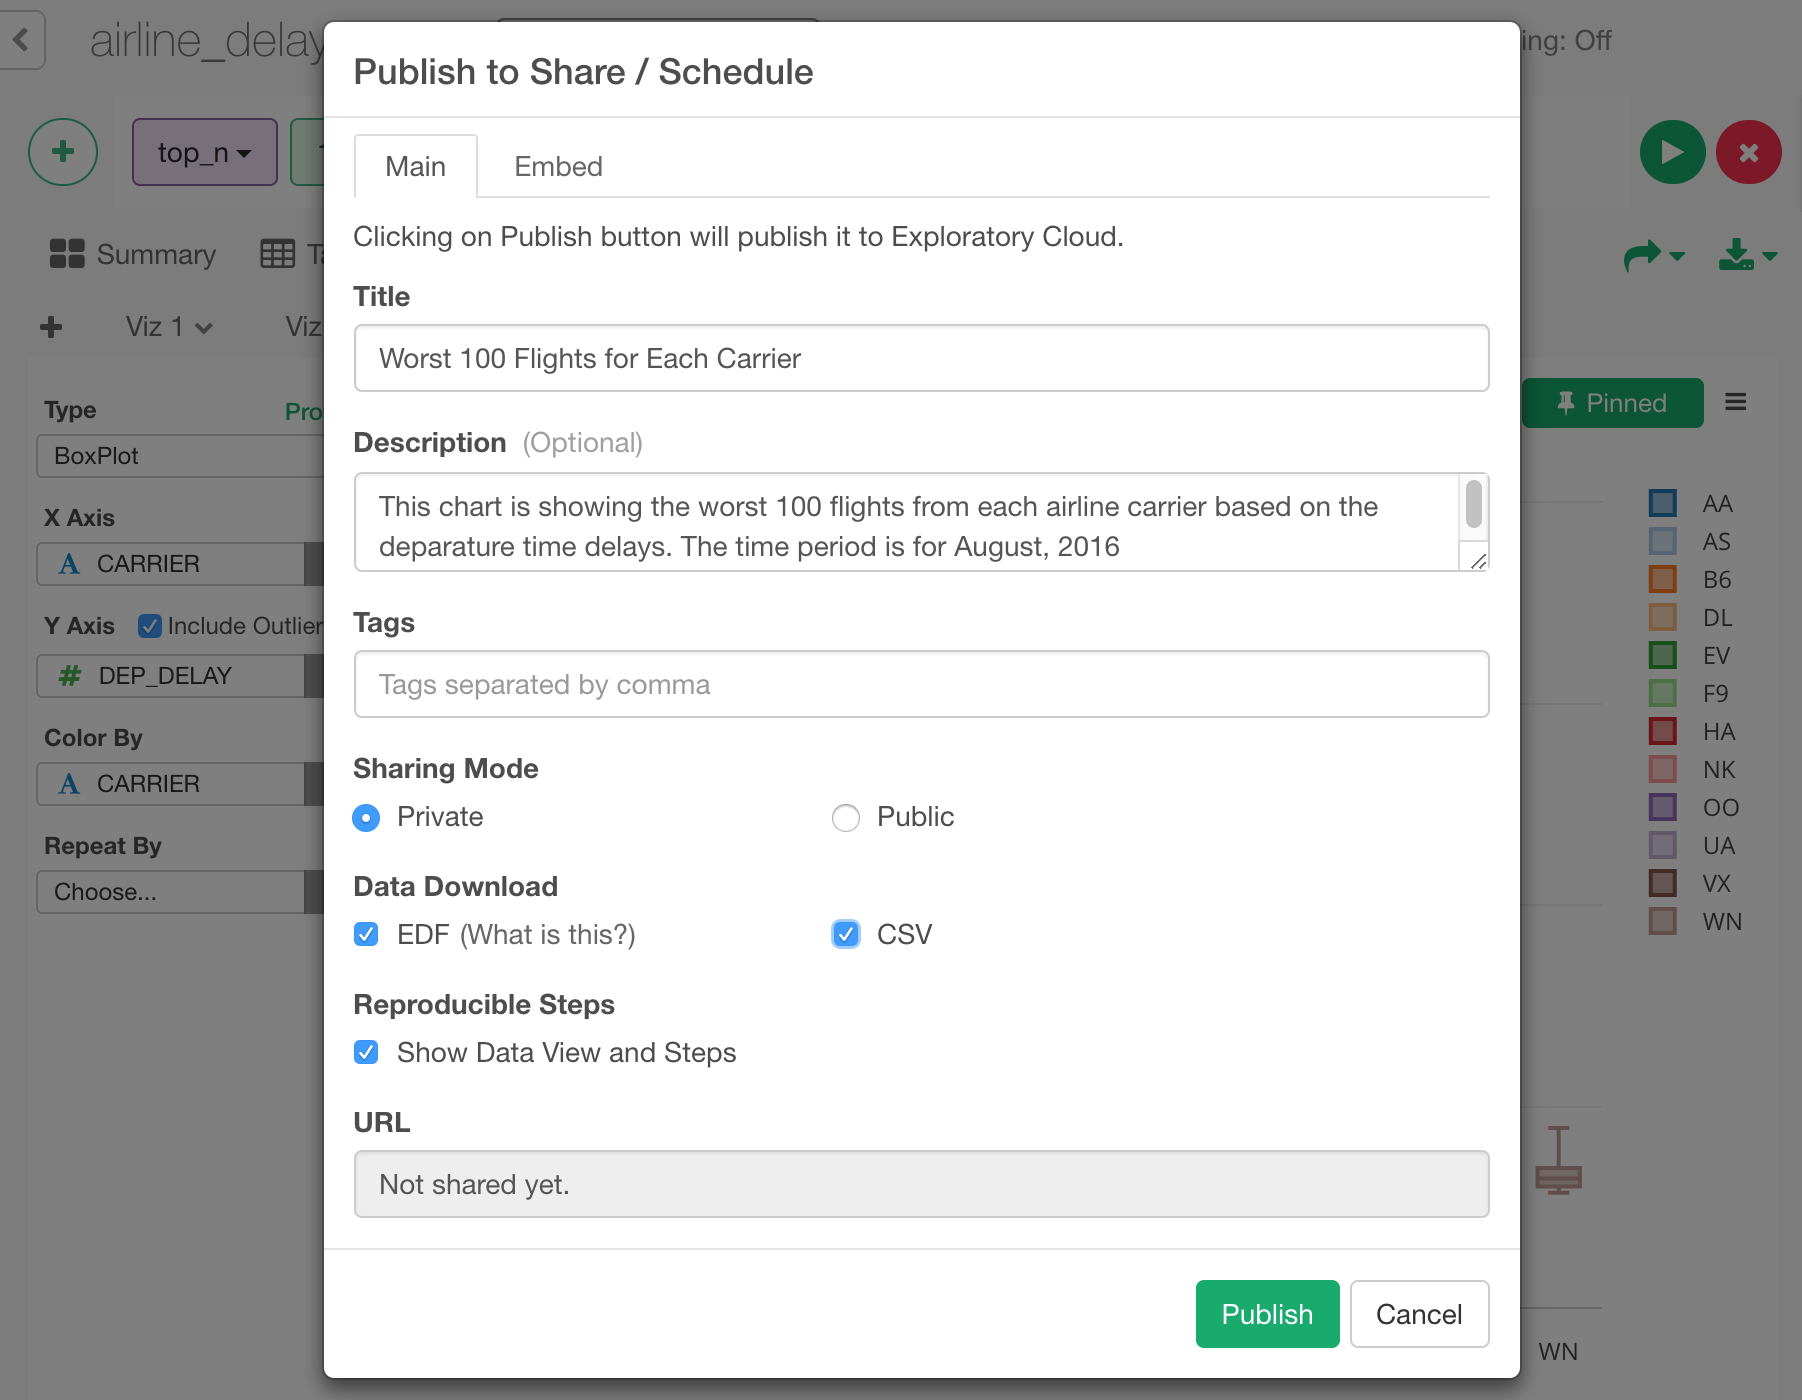 airline_delay
ing: Off
Publish to Share / Schedule
top_n
Main
Embed
Summary
Clicking on Publish button will publish it to Exploratory Cloud.
Title
Viz 1
Viz
Worst 100 Flights for Each Carrier
Type
Pro
Pinned
BoxPlot
Description (Optional)
This chart is showing the worst 100 flights from each airline carrier based on the
deparature time delays. The time period is for August, 2016
X Axis
A CARRIER
Y Axis
Include Outlier
# DEP_DELAY
Tags
Tags separated by comma
Color By
A CARRIER
Sharing Mode
Private
Public
Repeat By
Choose...
Data Download
EDF (What is this?)
CSV
Reproducible Steps
Show Data View and Steps
URL
Not shared yet.
Publish
Cancel
AA
AS
B6
DL
EV
F9
HA
NK
OO
UA
VX
WN
WN